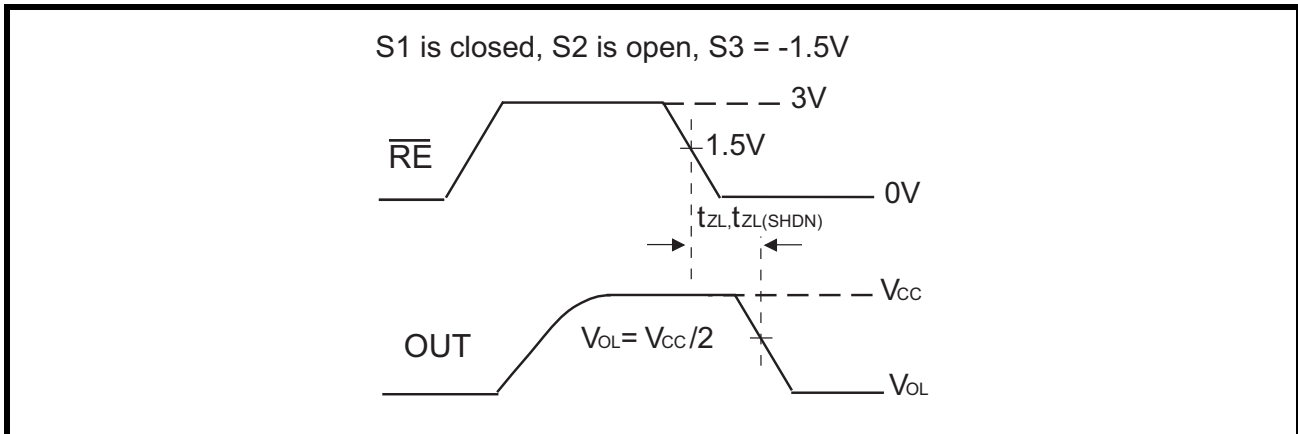 S1 is closed, S2 is open, S3 = -1.5V
3V
1.5V
RE
0V
tZL,tZL(SHDN)
VCC
VOL= VCC/2
OUT
VOL